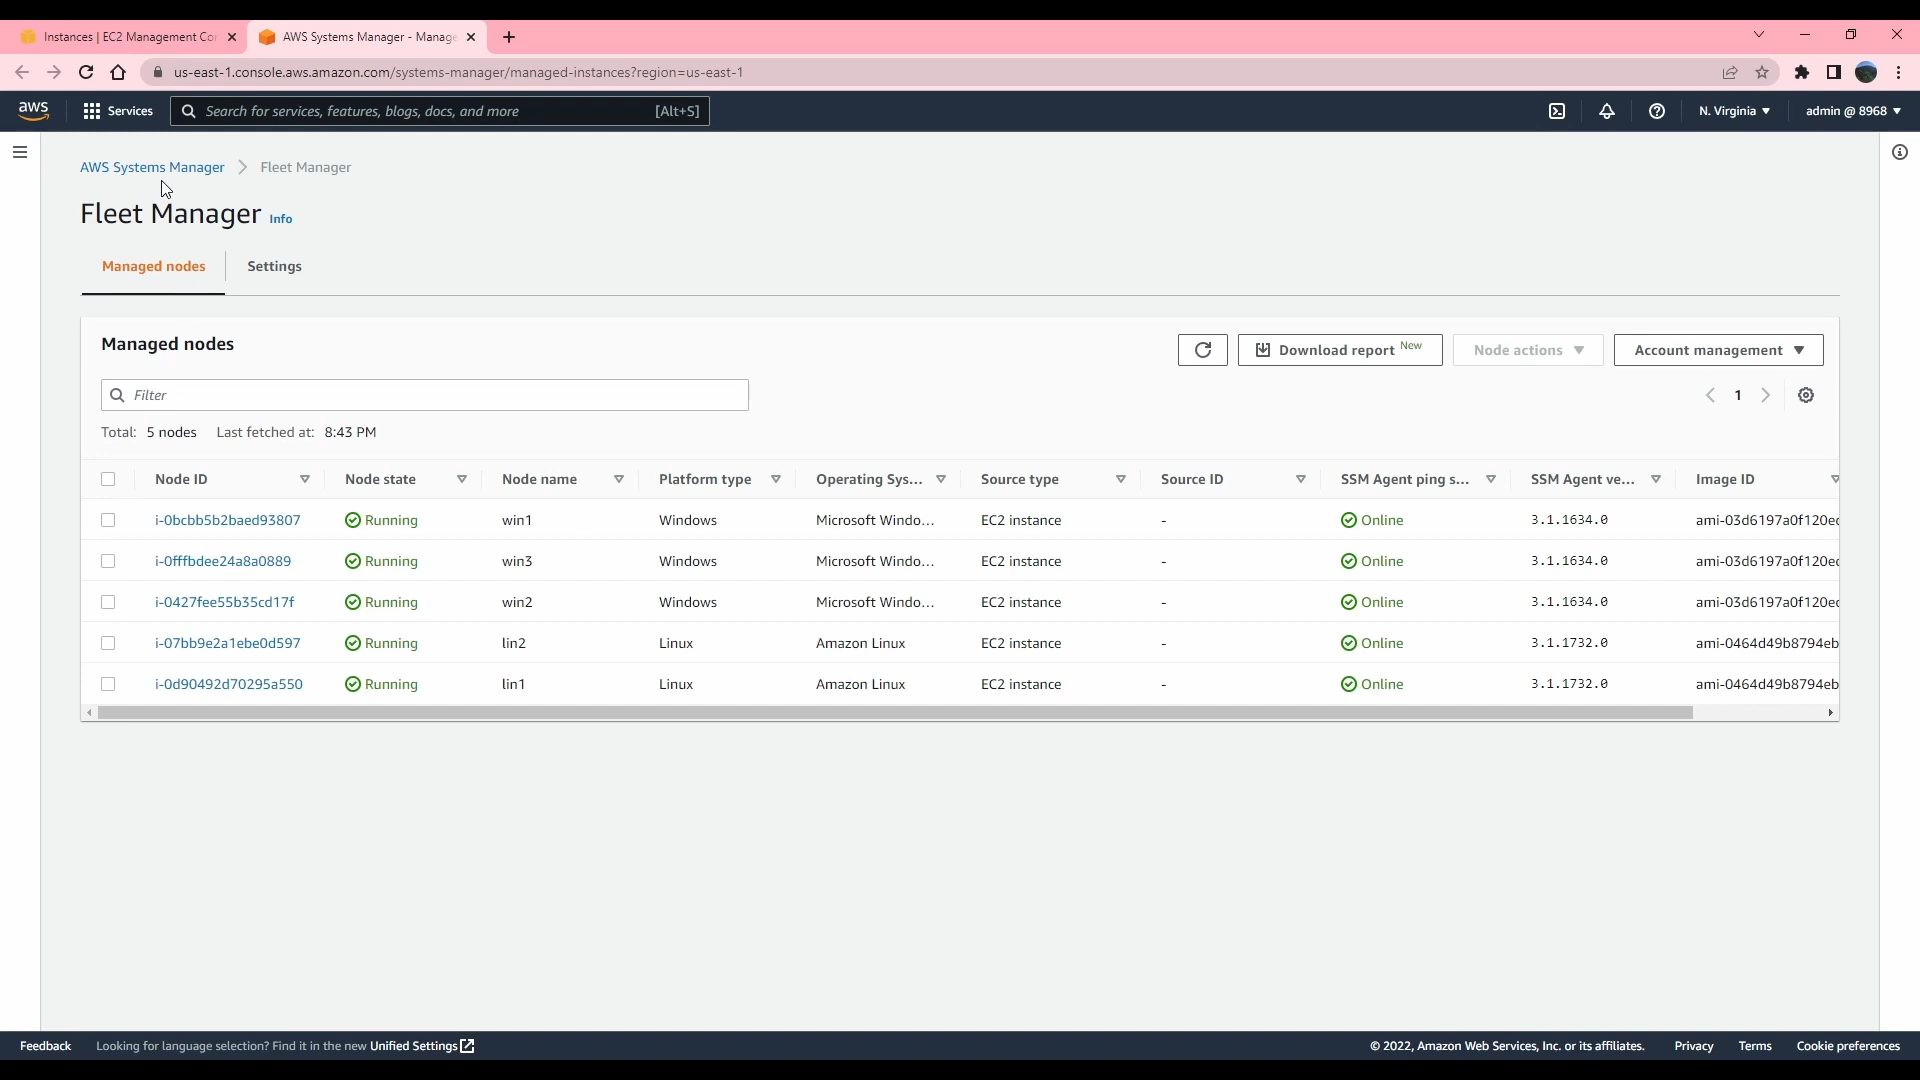 Instances | EC2 Management Con
AWS Systems Manager - Manage
us-east-1.console.aws.amazon.com/systems-manager/managed-instances?region=us-east-1
aws
Services
Search for services, features, blogs, docs, and more [Alt+S]
N. Virginia
admin @ 8968
AWS Systems Manager
Fleet Manager
Fleet Manager Info
Managed nodes
Settings
Managed nodes
Download report New
Node actions
Account management
Filter
1
Total: 5 nodes Last fetched at: 8:43 PM
Node ID Node state Node name Platform type Operating Sys... Source type Source ID SSM Agent ping s... SSM Agent ve... Image ID
i-0bcbb5b2baed93807 Running win1 Windows Microsoft Windo... EC2 instance - Online 3.1.1634.0 ami-03d6197a0f120ec
i-0fffbdee24a8a0889 Running win3 Windows Microsoft Windo... EC2 instance - Online 3.1.1634.0 ami-03d6197a0f120ec
i-0427fee55b35cd17f Running win2 Windows Microsoft Windo... EC2 instance - Online 3.1.1634.0 ami-03d6197a0f120ec
i-07bb9e2a1ebe0d597 Running lin2 Linux Amazon Linux EC2 instance - Online 3.1.1732.0 ami-0464d49b8794eb
i-0d90492d70295a550 Running lin1 Linux Amazon Linux EC2 instance - Online 3.1.1732.0 ami-0464d49b8794eb
Feedback Looking for language selection? Find it in the new Unified Settings © 2022, Amazon Web Services, Inc. or its affiliates. Privacy Terms Cookie preferences